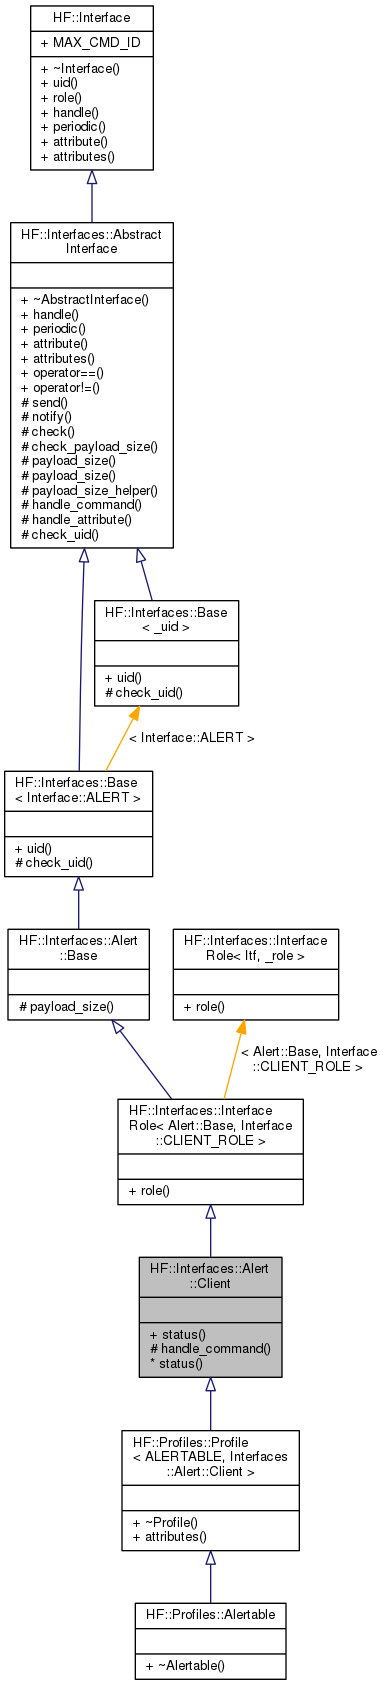 HF::Interface
+ MAX_CMD_ID
+ ~Interface()
+ uid()
+ role()
+ handle()
+ periodic()
+ attribute()
+ attributes()
HF::Interfaces::Abstract
Interface
+ ~AbstractInterface()
+ handle()
+ periodic()
+ attribute()
+ attributes()
+ operator==()
+ operator!=()
# send()
# notify()
# check()
# check_payload_size()
# payload_size()
# payload_size()
# payload_size_helper()
# handle_command()
# handle_attribute()
# check_uid()
HF::Interfaces::Base
< _uid >
+ uid()
# check_uid()
< Interface::ALERT >
HF::Interfaces::Base
< Interface::ALERT >
+ uid()
# check_uid()
HF::Interfaces::Alert
::Base
# payload_size()
HF::Interfaces::Interface
Role< Itf, _role >
+ role()
< Alert::Base, Interface
::CLIENT_ROLE >
HF::Interfaces::Interface
Role< Alert::Base, Interface
::CLIENT_ROLE >
+ role()
HF::Interfaces::Alert
::Client
+ status()
# handle_command()
* status()
HF::Profiles::Profile
< ALERTABLE, Interfaces
::Alert::Client >
+ ~Profile()
+ attributes()
HF::Profiles::Alertable
+ ~Alertable()